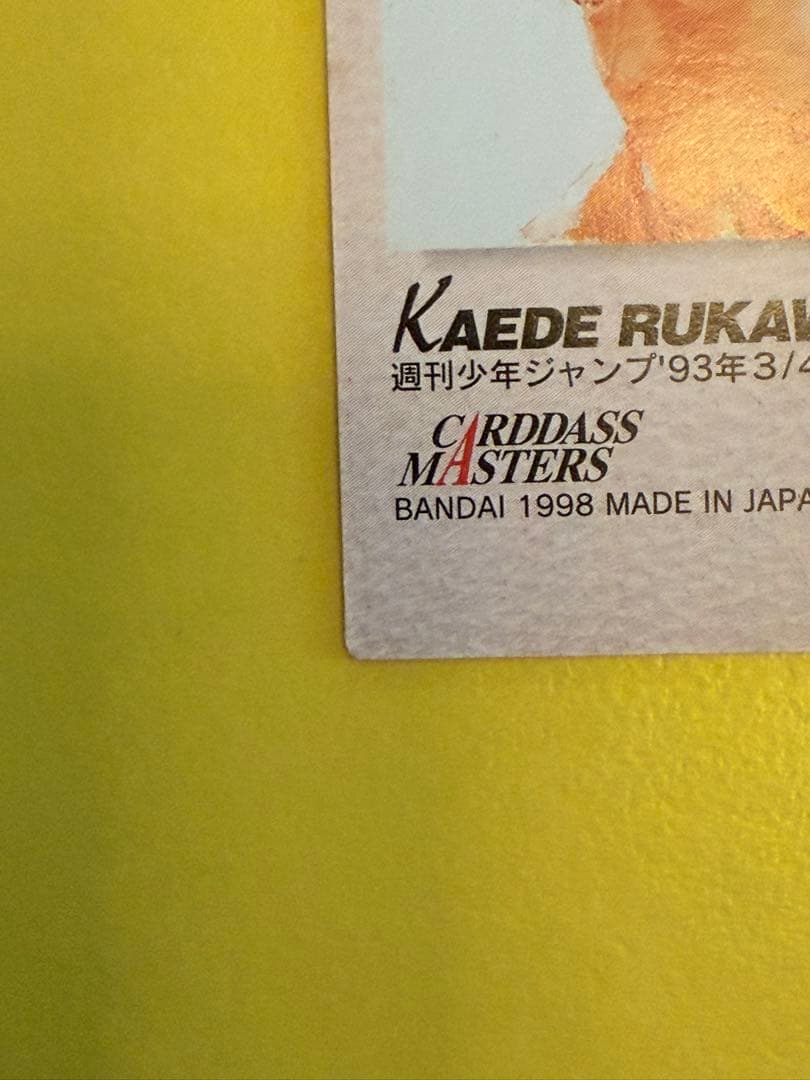 KAEDE RUKAW
週刊少年ジャンプ'93年3/4
CARDDASS
MASTERS
BANDAI 1998 MADE IN JAPA